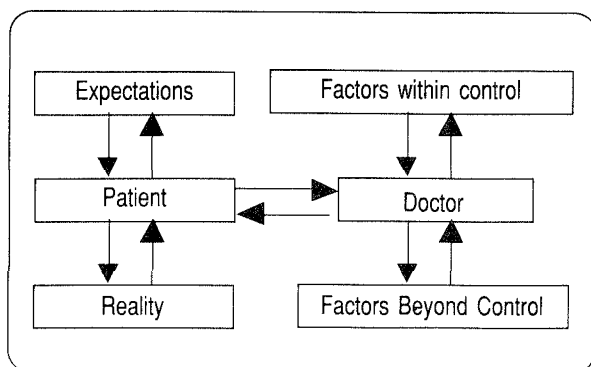 Expectations
Factors within control
Patient
Doctor
Reality
Factors Beyond Control